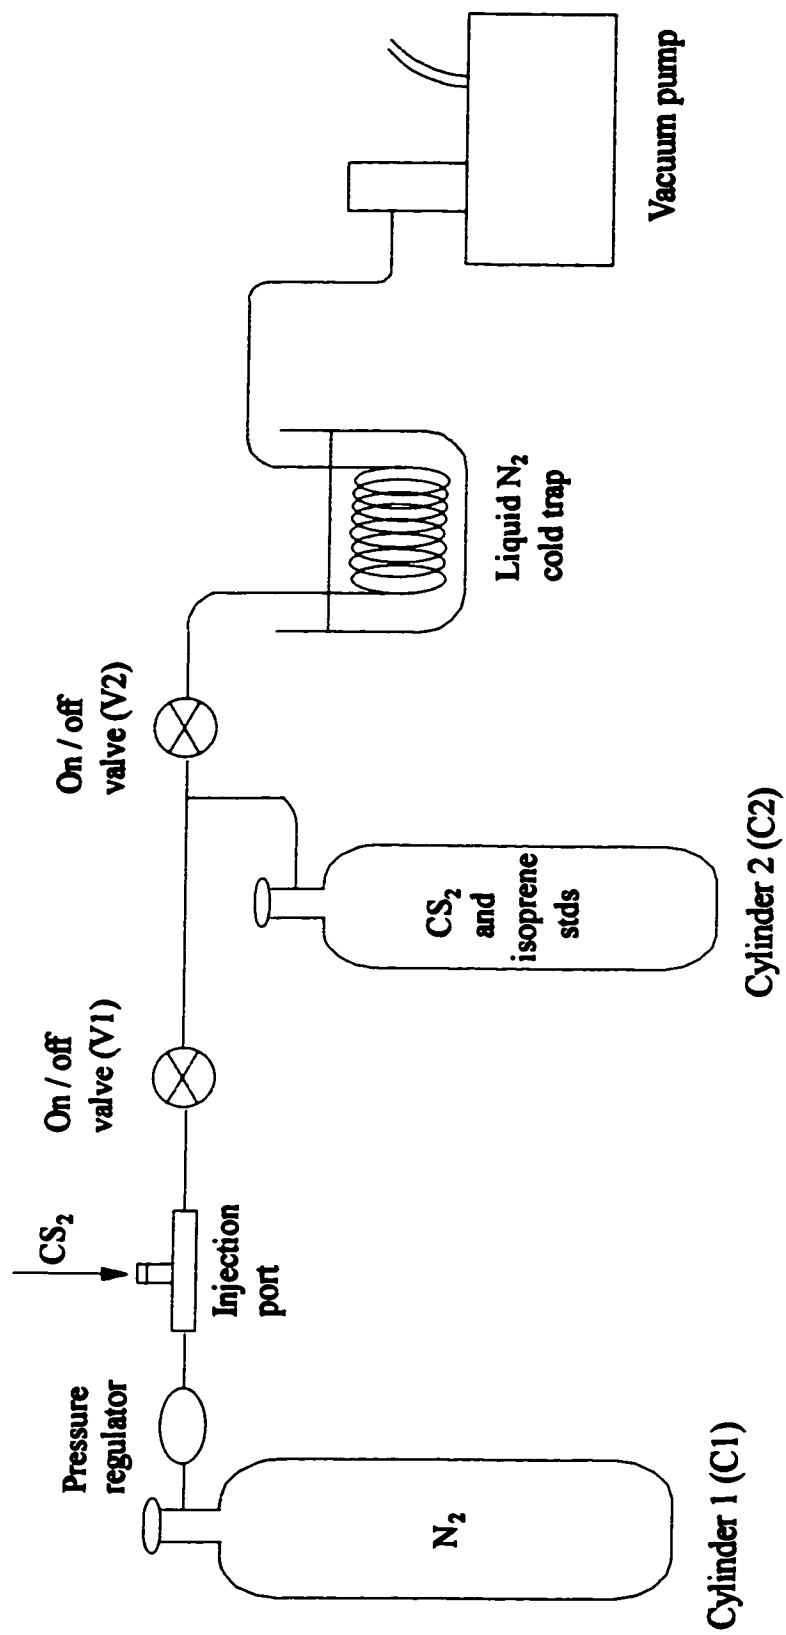 CS₂
Pressure
regulator
Injection
port
On / off
valve (V1)
On / off
valve (V2)
N₂
Cylinder 1 (C1)
CS₂
and
isoprene
stds
Cylinder 2 (C2)
Liquid N₂
cold trap
Vacuum pump